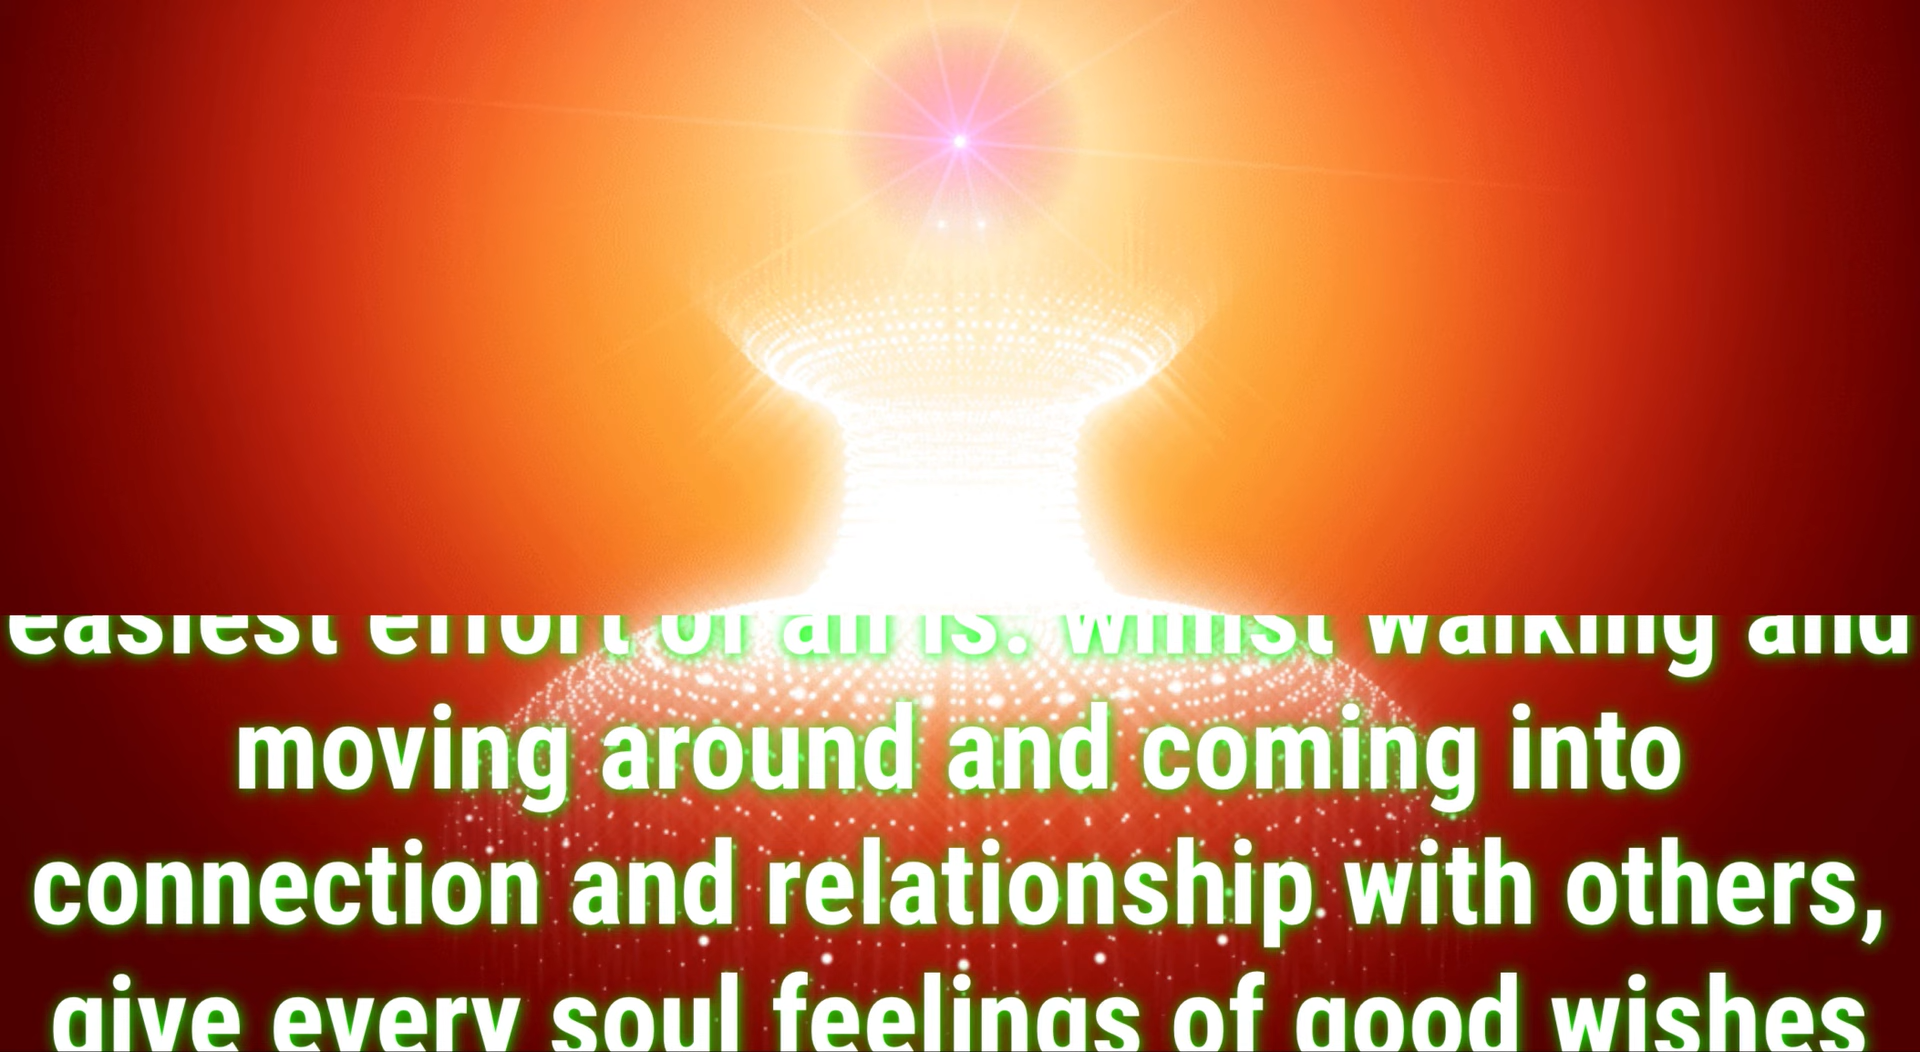 easiest effort of all is: whilst walking and
moving around and coming into
connection and relationship with others,
give every soul feelings of good wishes